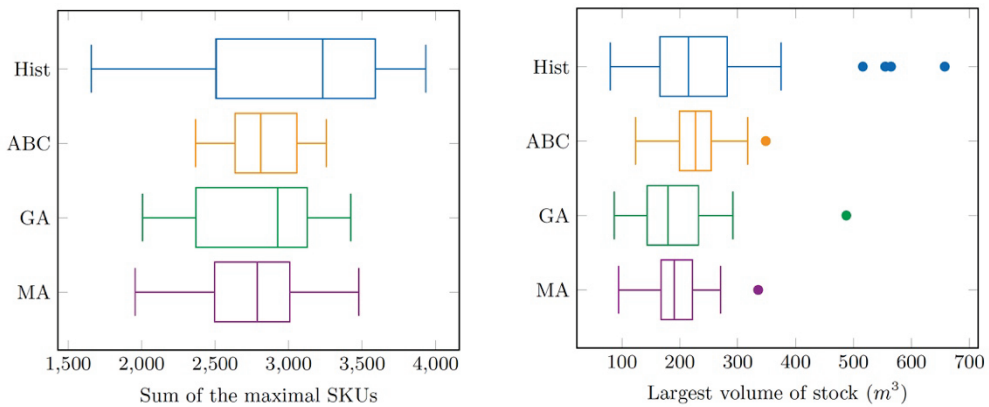 Hist
ABC
GA
MA
1,500 2,000 2,500 3,000 3,500 4,000
Sum of the maximal SKUs
Hist
ABC
GA
MA
100 200 300 400 500 600 700
Largest volume of stock (m³)